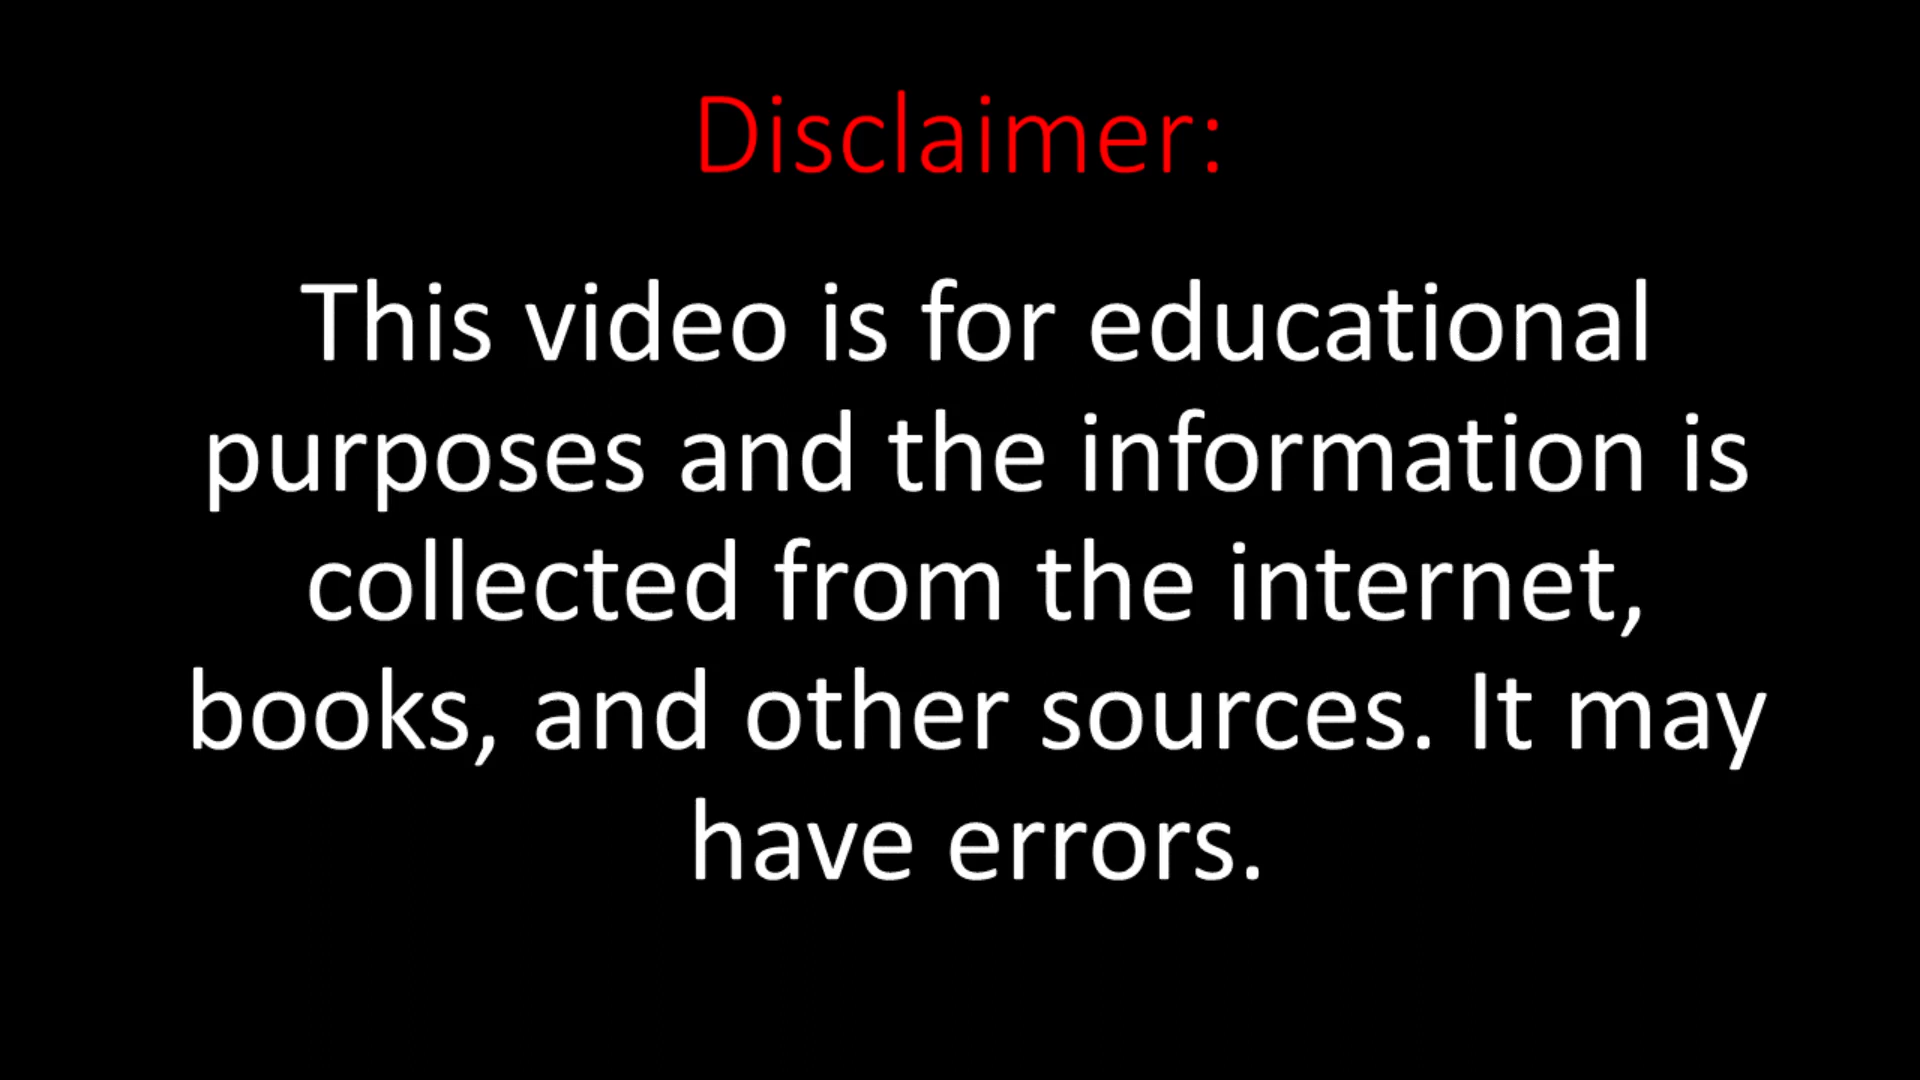 Disclaimer:
This video is for educational
purposes and the information is
collected from the internet,
books, and other sources. It may
have errors.